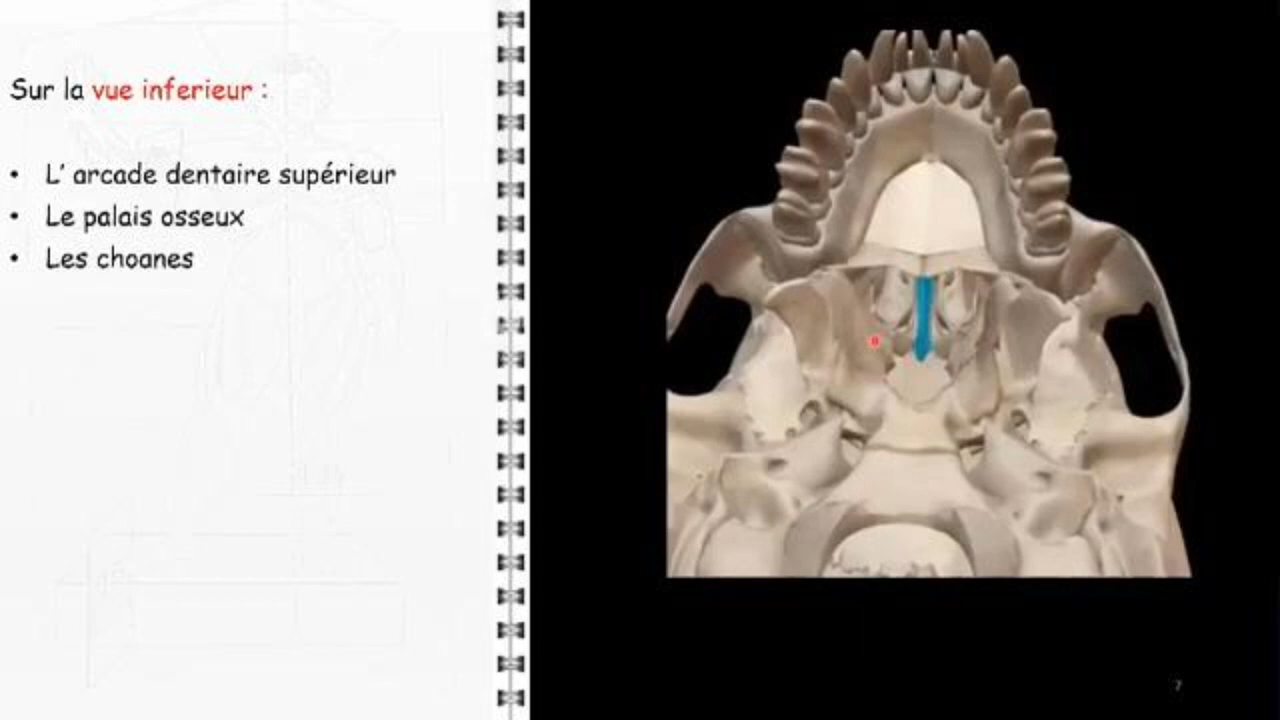 Sur la vue inferieur :
• L’ arcade dentaire supérieur
• Le palais osseux
• Les choanes
7